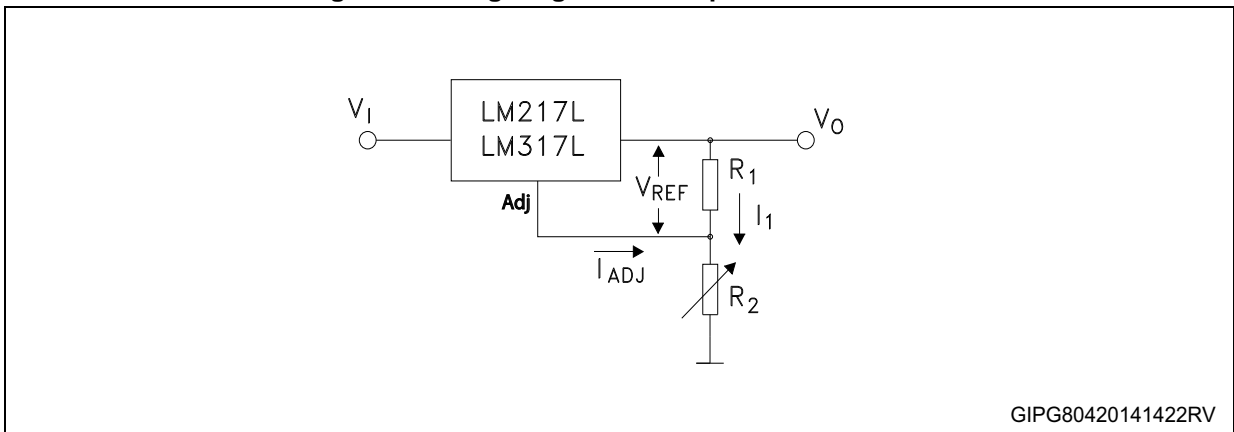 V_I
LM217L
LM317L
V_O
Adj
V_REF
R_1
I_1
I_ADJ
R_2
GIPG80420141422RV